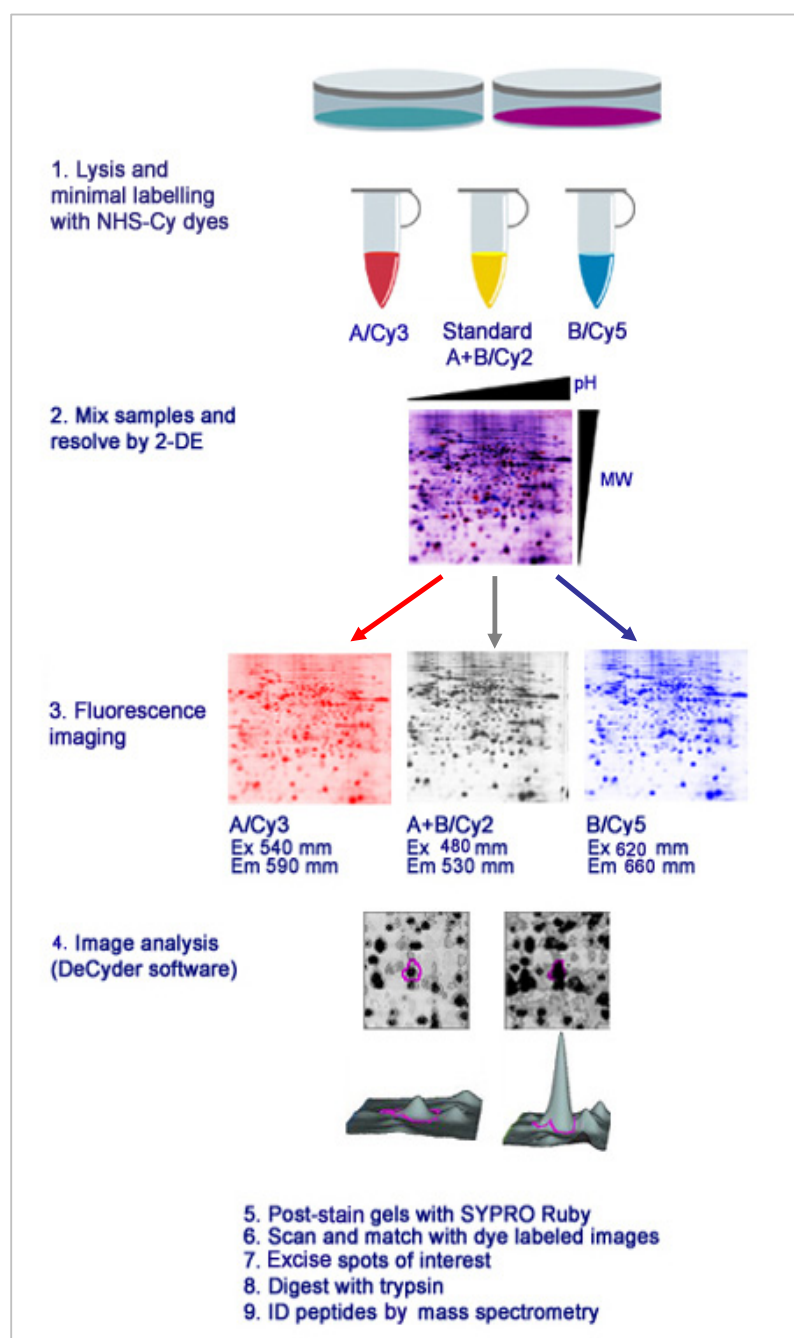 1. Lysis and
minimal labelling
with NHS-Cy dyes
A/Cy3
Standard
A+B/Cy2
B/Cy5
2. Mix samples and
resolve by 2-DE
pH
MW
3. Fluorescence
imaging
A/Cy3
Ex 540 mm
Em 590 mm
A+B/Cy2
Ex 480 mm
Em 530 mm
B/Cy5
Ex 620 mm
Em 660 mm
4. Image analysis
(DeCyder software)
5. Post-stain gels with SYPRO Ruby
6. Scan and match with dye labeled images
7. Excise spots of interest
8. Digest with trypsin
9. ID peptides by mass spectrometry